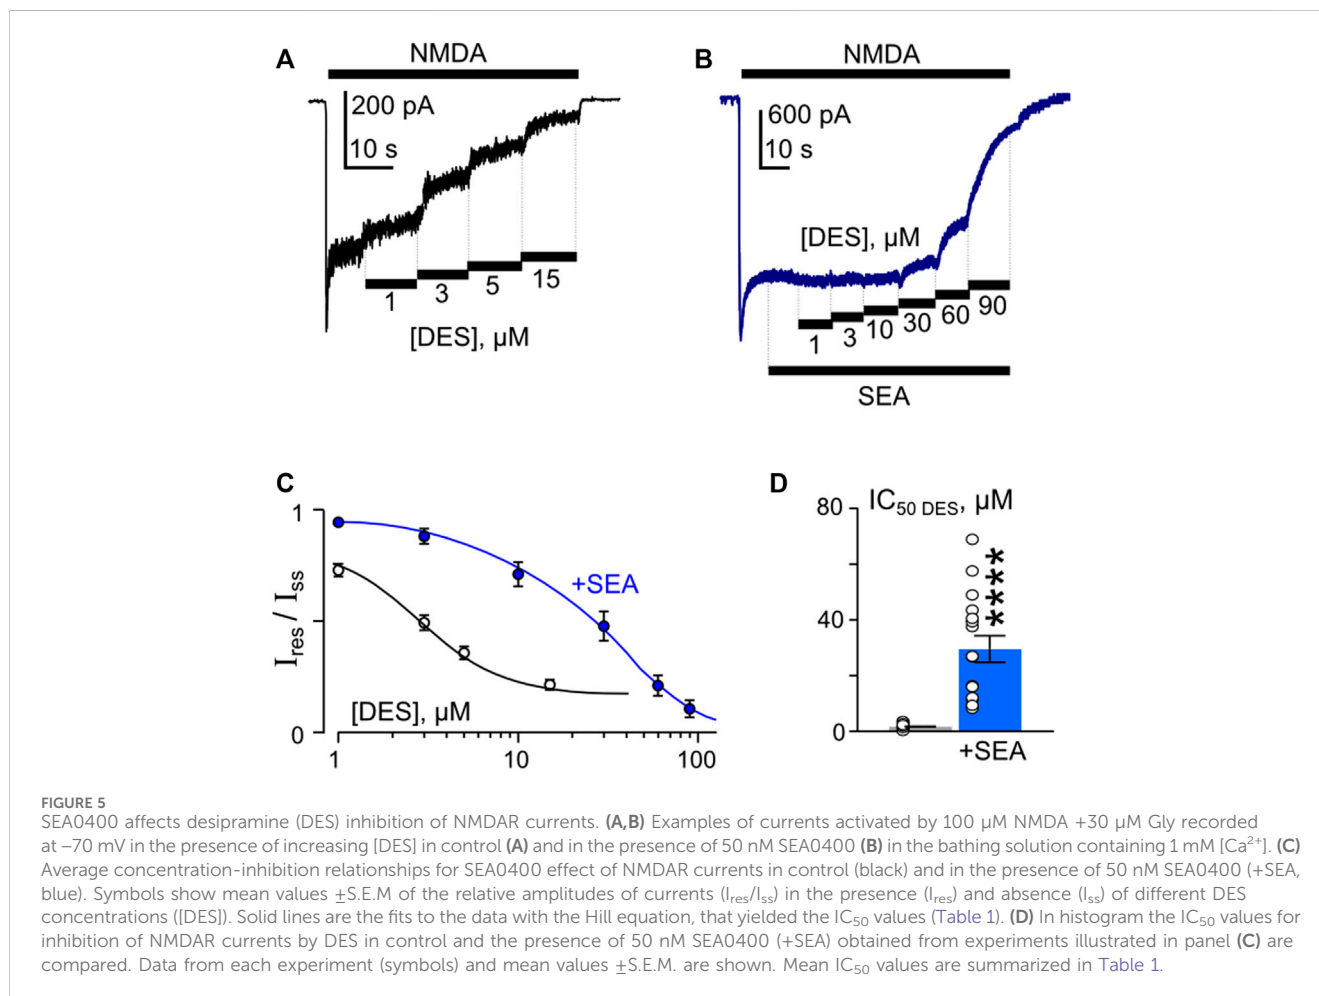 A
NMDA
200 pA
10 s
1
3
5
15
[DES], μM
B
NMDA
600 pA
10 s
[DES], μM
1
3
10
30
60
90
SEA
C
1
0
I_res / I_ss
+SEA
[DES], μM
1
10
100
D
80
40
0
IC50 DES, μM
****
+SEA
FIGURE 5
SEA0400 affects desipramine (DES) inhibition of NMDAR currents. (A,B) Examples of currents activated by 100 μM NMDA +30 μM Gly recorded
at –70 mV in the presence of increasing [DES] in control (A) and in the presence of 50 nM SEA0400 (B) in the bathing solution containing 1 mM [Ca²⁺]. (C)
Average concentration-inhibition relationships for SEA0400 effect of NMDAR currents in control (black) and in the presence of 50 nM SEA0400 (+SEA,
blue). Symbols show mean values ±S.E.M of the relative amplitudes of currents (Ires/Iss) in the presence (Ires) and absence (Iss) of different DES
concentrations ([DES]). Solid lines are the fits to the data with the Hill equation, that yielded the IC50 values (Table 1). (D) In histogram the IC50 values for
inhibition of NMDAR currents by DES in control and the presence of 50 nM SEA0400 (+SEA) obtained from experiments illustrated in panel (C) are
compared. Data from each experiment (symbols) and mean values ±S.E.M. are shown. Mean IC50 values are summarized in Table 1.